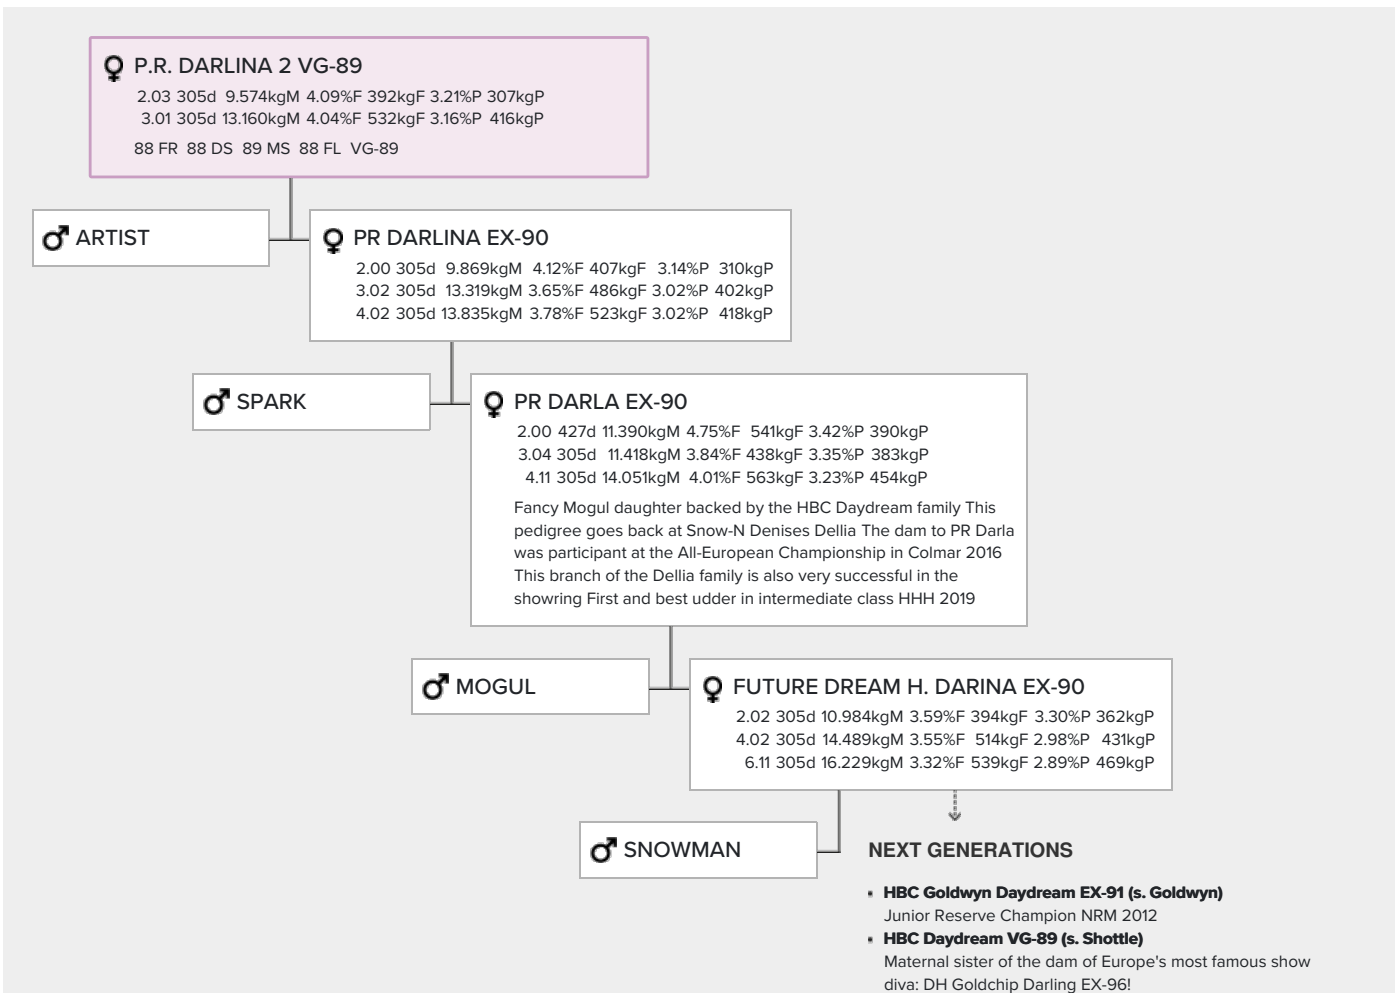 P.R. DARLINA 2 VG-89
2.03 305d 9.574kgM 4.09%F 392kgF 3.21%P 307kgP
3.01 305d 13.160kgM 4.04%F 532kgF 3.16%P 416kgP
88 FR 88 DS 89 MS 88 FL VG-89
ARTIST
PR DARLINA EX-90
2.00 305d 9.869kgM 4.12%F 407kgF 3.14%P 310kgP
3.02 305d 13.319kgM 3.65%F 486kgF 3.02%P 402kgP
4.02 305d 13.835kgM 3.78%F 523kgF 3.02%P 418kgP
SPARK
PR DARLA EX-90
2.00 427d 11.390kgM 4.75%F 541kgF 3.42%P 390kgP
3.04 305d 11.418kgM 3.84%F 438kgF 3.35%P 383kgP
4.11 305d 14.051kgM 4.01%F 563kgF 3.23%P 454kgP
Fancy Mogul daughter backed by the HBC Daydream family This
pedigree goes back at Snow-N Denises Dellia The dam to PR Darla
was participant at the All-European Championship in Colmar 2016
This branch of the Dellia family is also very successful in the
showring First and best udder in intermediate class HHH 2019
MOGUL
FUTURE DREAM H. DARINA EX-90
2.02 305d 10.984kgM 3.59%F 394kgF 3.30%P 362kgP
4.02 305d 14.489kgM 3.55%F 514kgF 2.98%P 431kgP
6.11 305d 16.229kgM 3.32%F 539kgF 2.89%P 469kgP
SNOWMAN
NEXT GENERATIONS
HBC Goldwyn Daydream EX-91 (s. Goldwyn)
Junior Reserve Champion NRM 2012
HBC Daydream VG-89 (s. Shottle)
Maternal sister of the dam of Europe's most famous show
diva: DH Goldchip Darling EX-96!